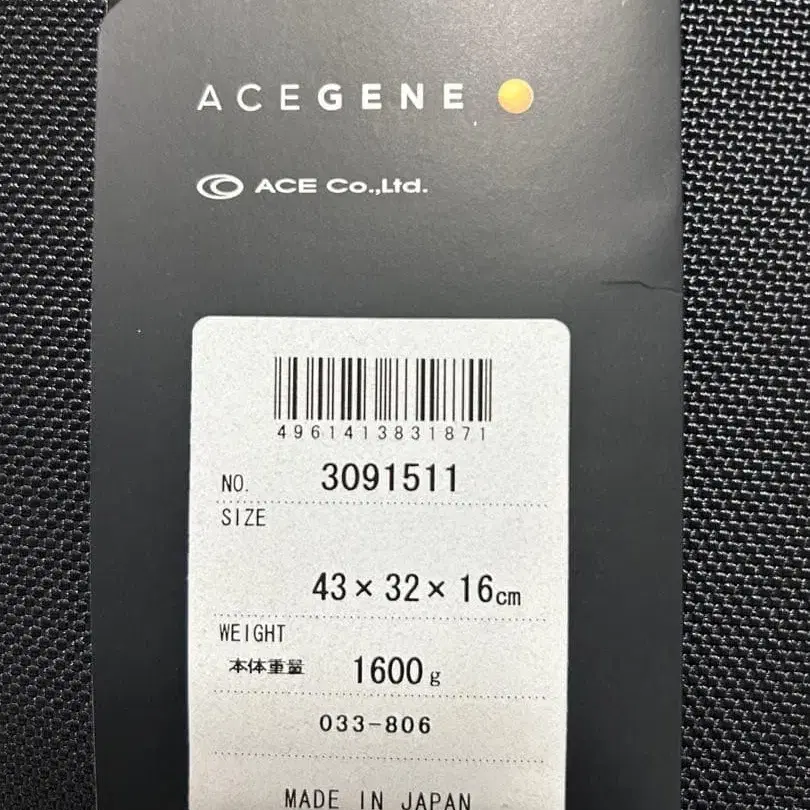 ACEGENE
ACE Co.,Ltd.
4961413831871
NO. 3091511
SIZE
43×32×16cm
WEIGHT
本体重量 1600g
033-806
MADE IN JAPAN